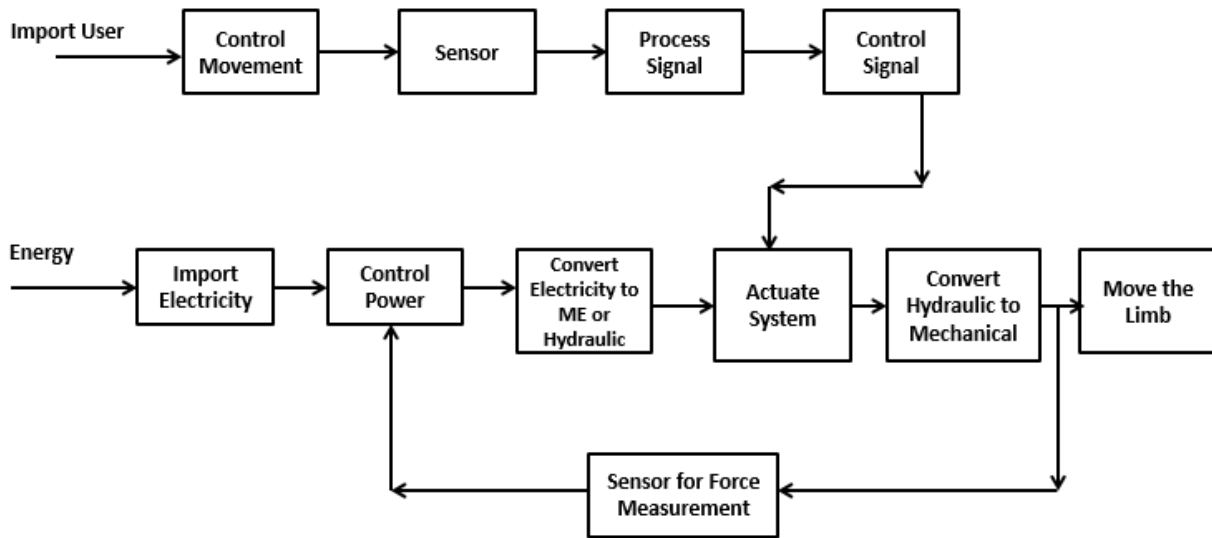 Import User
Control
Movement
Sensor
Process
Signal
Control
Signal
Energy
Import
Electricity
Control
Power
Convert
Electricity to
ME or
Hydraulic
Actuate
System
Convert
Hydraulic to
Mechanical
Move the
Limb
Sensor for Force
Measurement